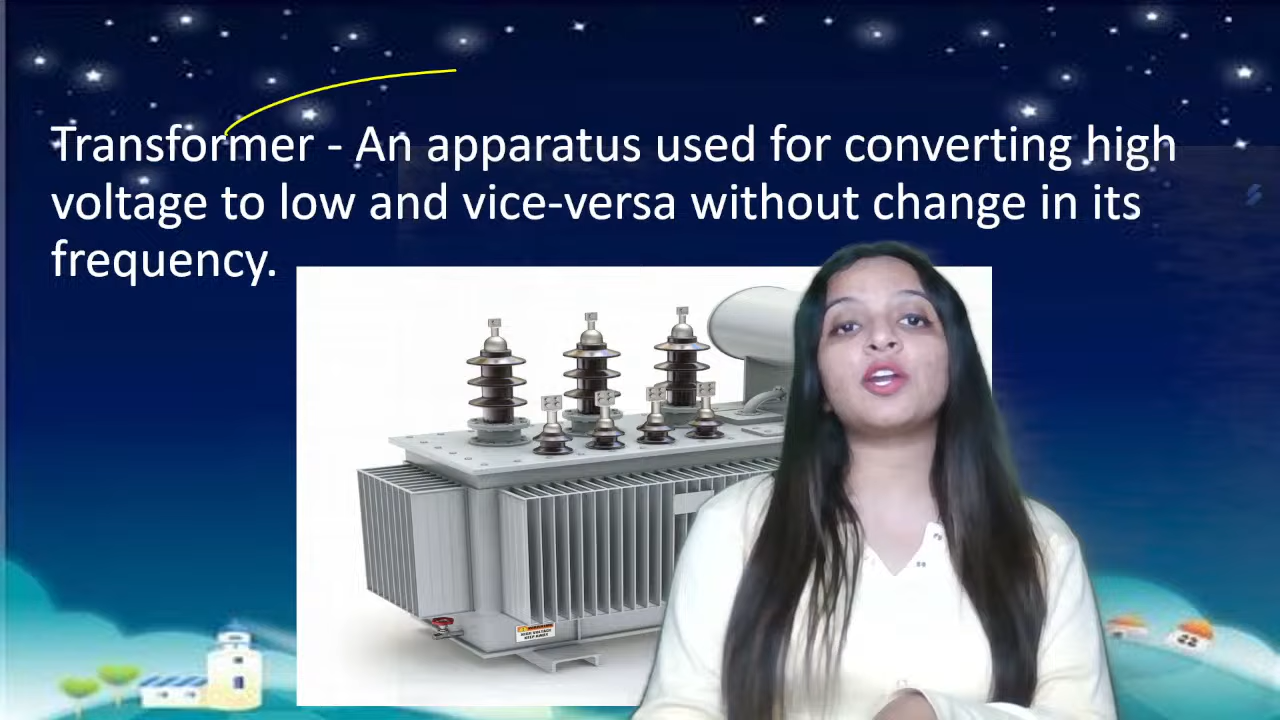 Transformer - An apparatus used for converting high
voltage to low and vice-versa without change in its
frequency.